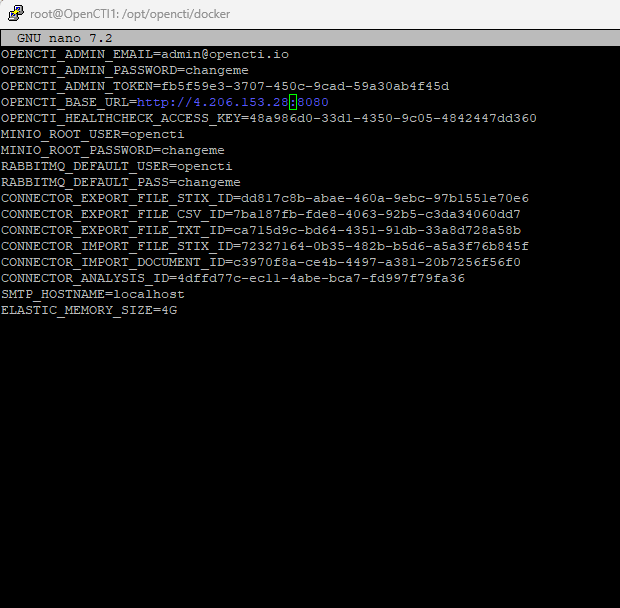 root@OpenCTI1: /opt/opencti/docker
GNU nano 7.2
OPENCTI_ADMIN_EMAIL=admin@opencti.io
OPENCTI_ADMIN_PASSWORD=changeme
OPENCTI_ADMIN_TOKEN=fb5f59e3-3707-450c-9cad-59a30ab4f45d
OPENCTI_BASE_URL=http://4.206.153.28:8080
OPENCTI_HEALTHCHECK_ACCESS_KEY=48a986d0-33d1-4350-9c05-4842447dd360
MINIO_ROOT_USER=opencti
MINIO_ROOT_PASSWORD=changeme
RABBITMQ_DEFAULT_USER=opencti
RABBITMQ_DEFAULT_PASS=changeme
CONNECTOR_EXPORT_FILE_STIX_ID=dd817c8b-abae-460a-9ebc-97b1551e70e6
CONNECTOR_EXPORT_FILE_CSV_ID=7ba187fb-fde8-4063-92b5-c3da34060dd7
CONNECTOR_EXPORT_FILE_TXT_ID=ca715d9c-bd64-4351-91db-33a8d728a58b
CONNECTOR_IMPORT_FILE_STIX_ID=72327164-0b35-482b-b5d6-a5a3f76b845f
CONNECTOR_IMPORT_DOCUMENT_ID=c3970f8a-ce4b-4497-a381-20b7256f56f0
CONNECTOR_ANALYSIS_ID=4dffd77c-ec11-4abe-bca7-fd997f79fa36
SMTP_HOSTNAME=localhost
ELASTIC_MEMORY_SIZE=4G